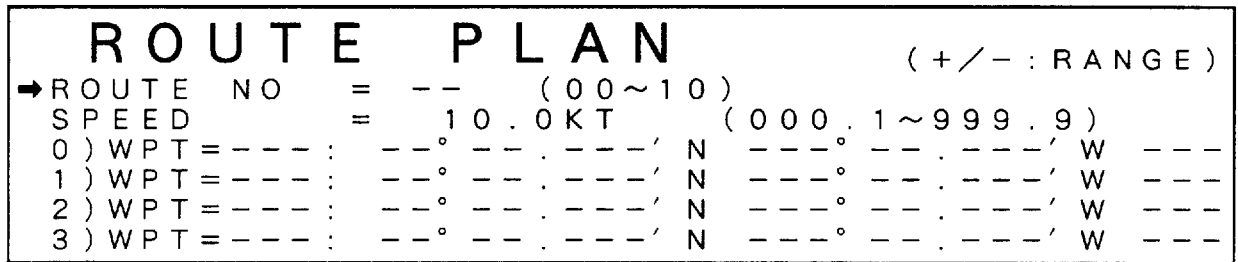 ROUTE PLAN (+/-:RANGE)
➡ROUTE NO = -- (00~10)
SPEED = 10.0KT (000.1~999.9)
0)WPT=---: --°--.---′N ---°--.---′W ---
1)WPT=---: --°--.---′N ---°--.---′W ---
2)WPT=---: --°--.---′N ---°--.---′W ---
3)WPT=---: --°--.---′N ---°--.---′W ---